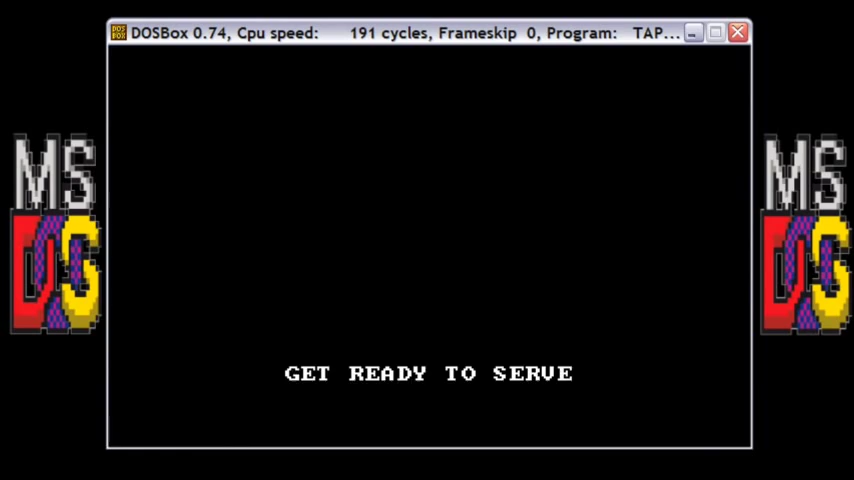 DOSBox 0.74, Cpu speed: 191 cycles, Frameskip 0, Program: TAP...
MS DOS
MS DOS
GET READY TO SERVE